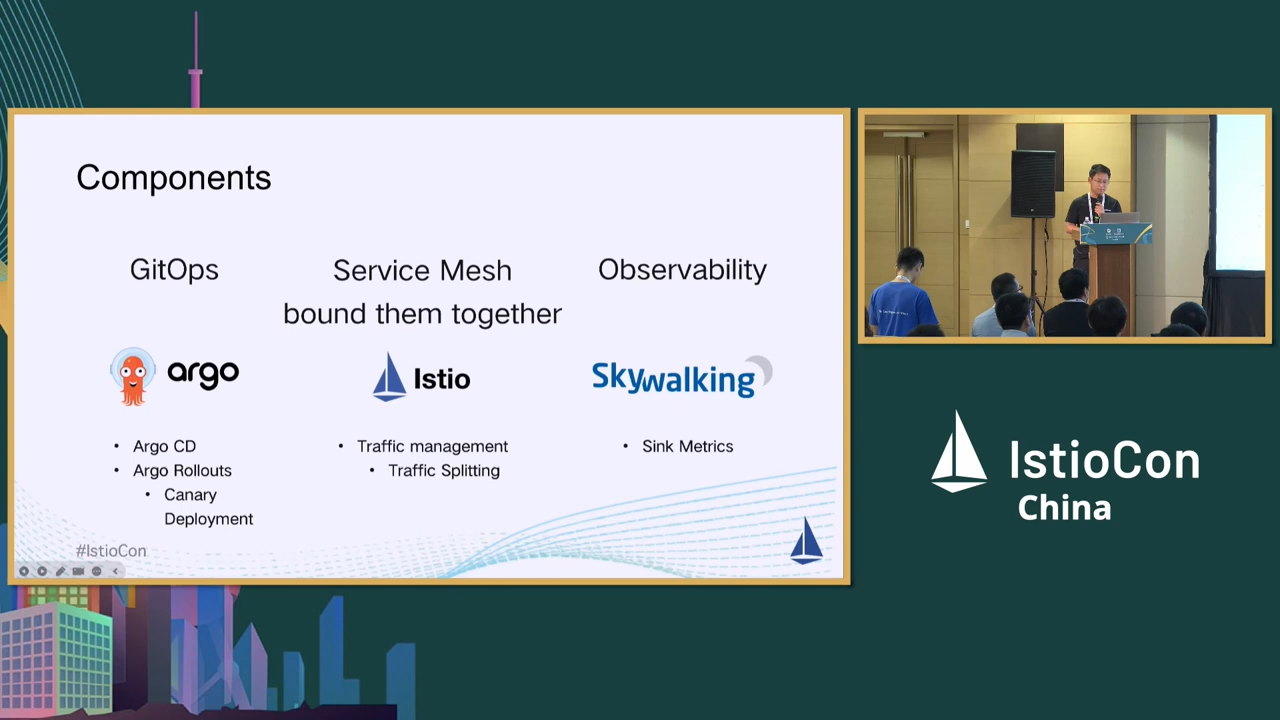 Components
GitOps
Service Mesh
bound them together
Observability
argo
Istio
Skywalking
• Argo CD
• Argo Rollouts
• Canary
Deployment
• Traffic management
• Traffic Splitting
• Sink Metrics
#IstioCon
IstioCon
China